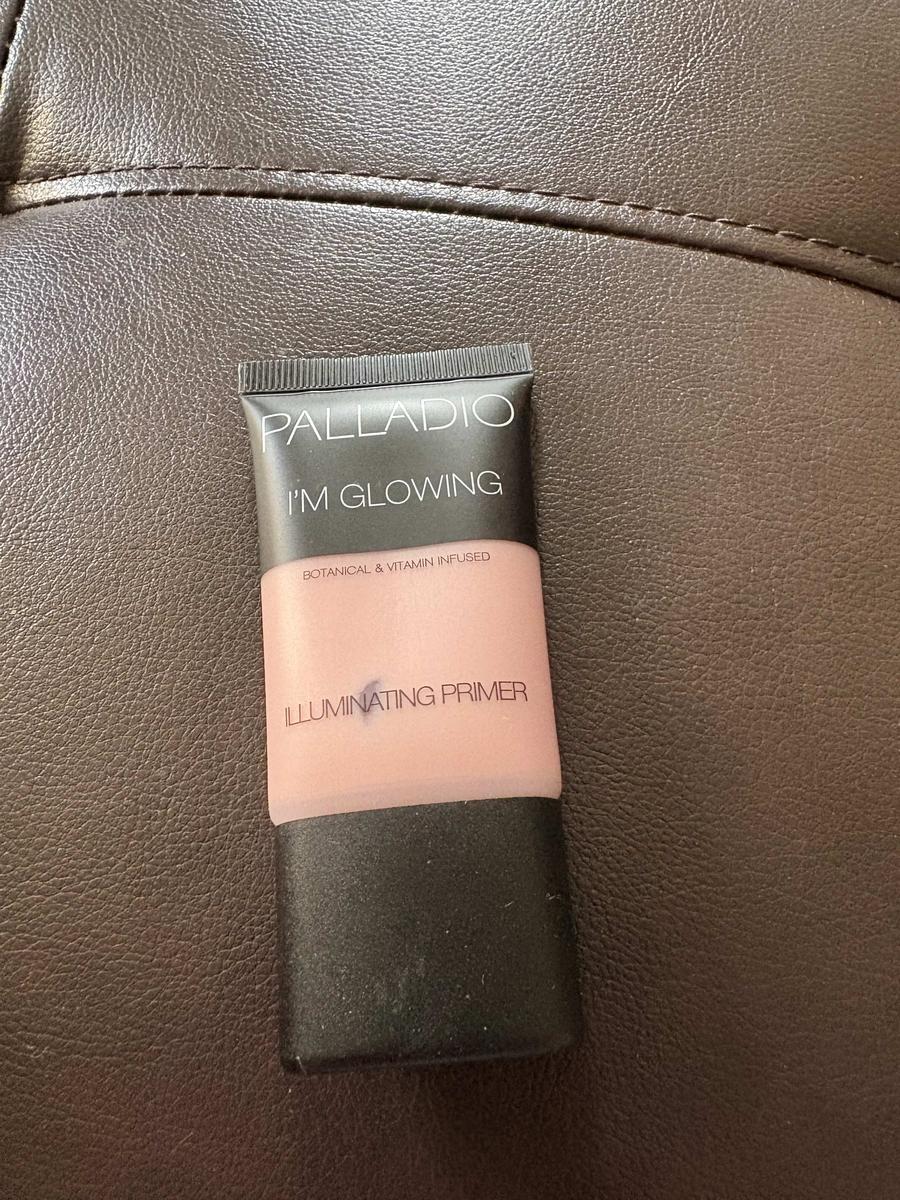 PALLADIO
I'M GLOWING
BOTANICAL & VITAMIN INFUSED
ILLUMINATING PRIMER